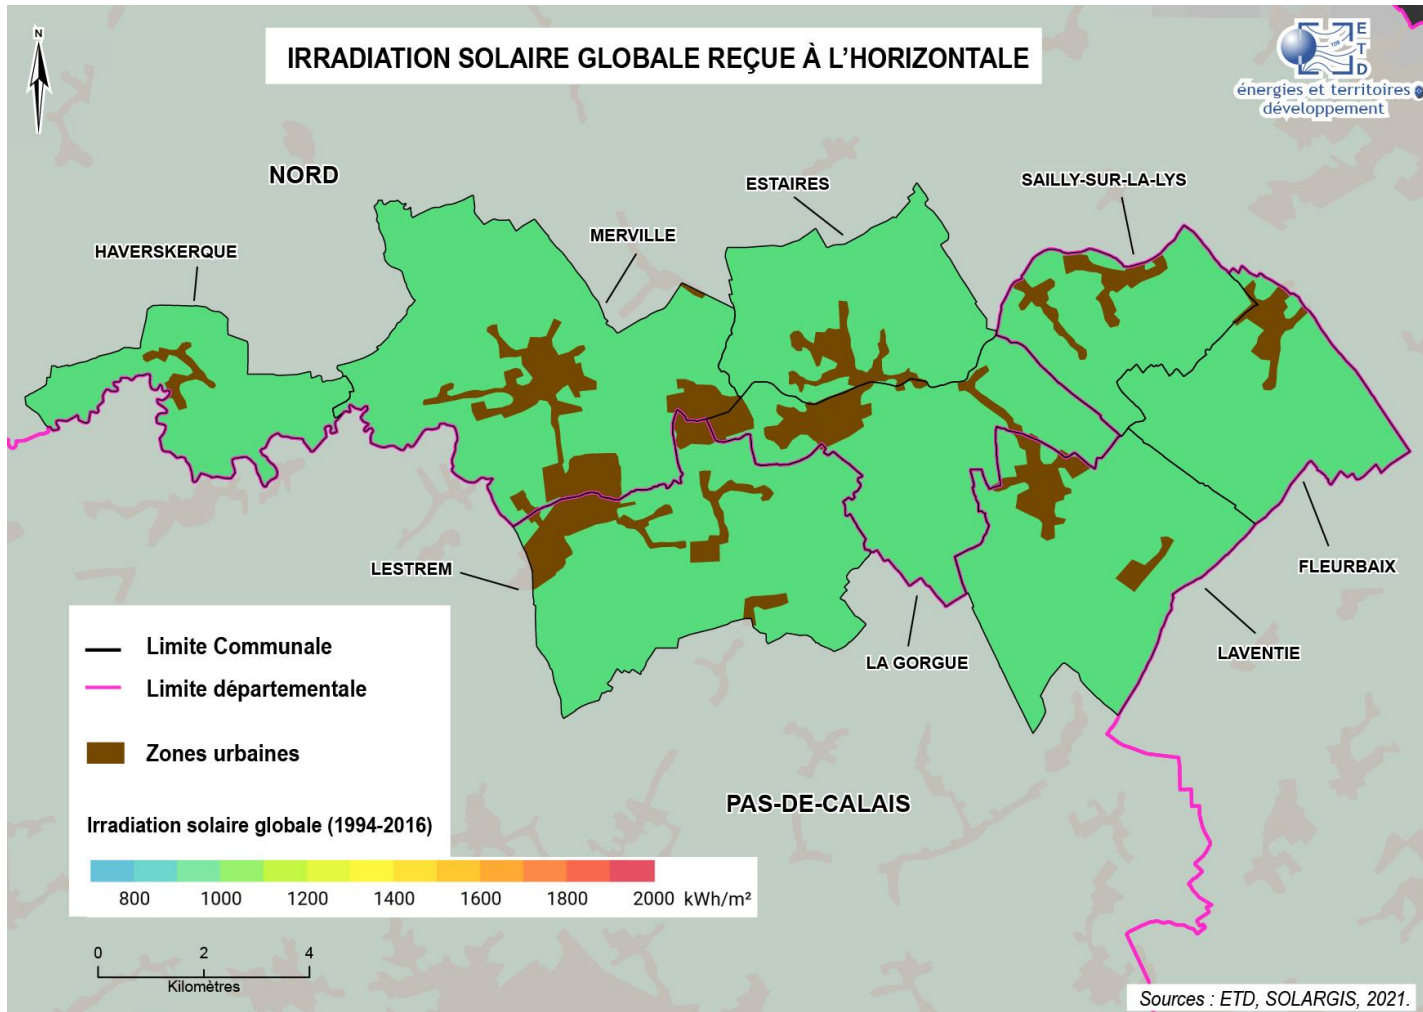 N
IRRADIATION SOLAIRE GLOBALE REÇUE À L'HORIZONTALE
E
T
D
énergies et territoires
développement
NORD
ESTAIRES
SAILLY-SUR-LA-LYS
MERVILLE
HAVERSKERQUE
LESTREM
FLEURBAIX
LAVENTIE
LA GORGUE
PAS-DE-CALAIS
Limite Communale
Limite départementale
Zones urbaines
Irradiation solaire globale (1994-2016)
800 1000 1200 1400 1600 1800 2000 kWh/m²
0 2 4
Kilomètres
Sources : ETD, SOLARGIS, 2021.